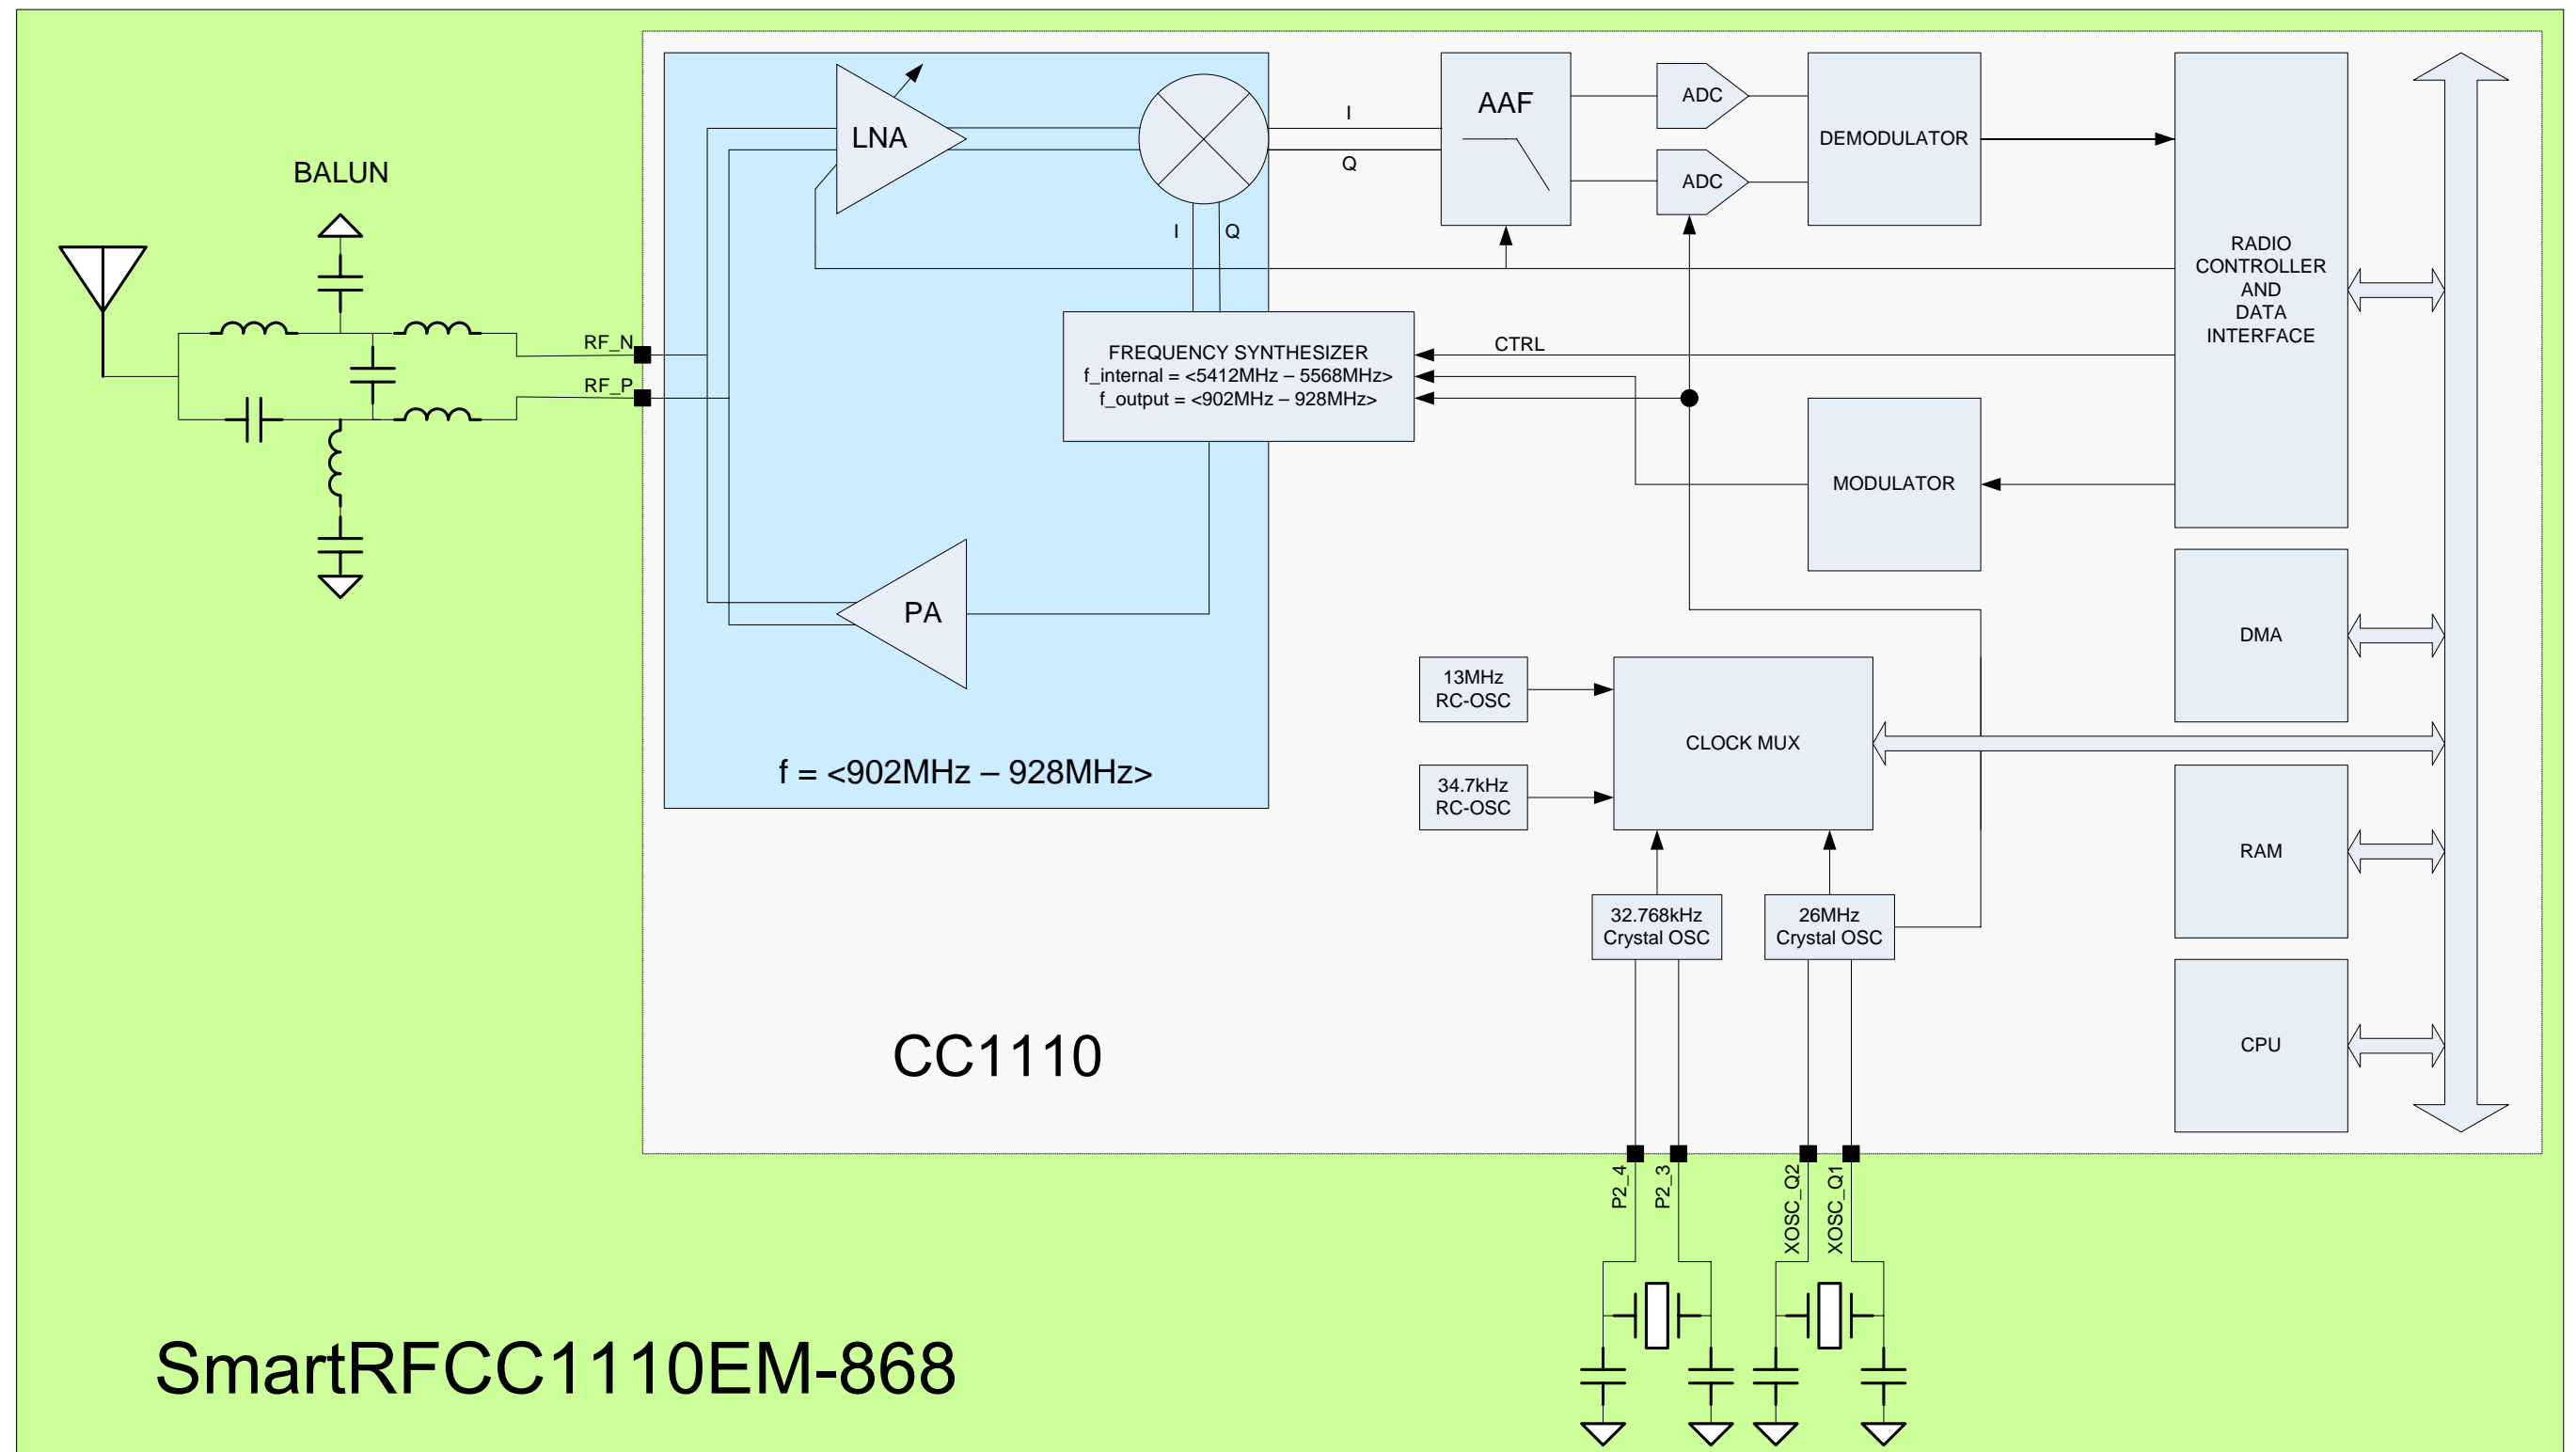 BALUN
RF_N
RF_P
LNA
I
Q
I
Q
AAF
ADC
ADC
DEMODULATOR
RADIO
CONTROLLER
AND
DATA
INTERFACE
FREQUENCY SYNTHESIZER
f_internal = <5412MHz – 5568MHz>
f_output = <902MHz – 928MHz>
CTRL
MODULATOR
PA
f = <902MHz – 928MHz>
DMA
13MHz
RC-OSC
34.7kHz
RC-OSC
CLOCK MUX
RAM
32.768kHz
Crystal OSC
26MHz
Crystal OSC
CPU
CC1110
P2_4
P2_3
XOSC_Q2
XOSC_Q1
SmartRFCC1110EM-868